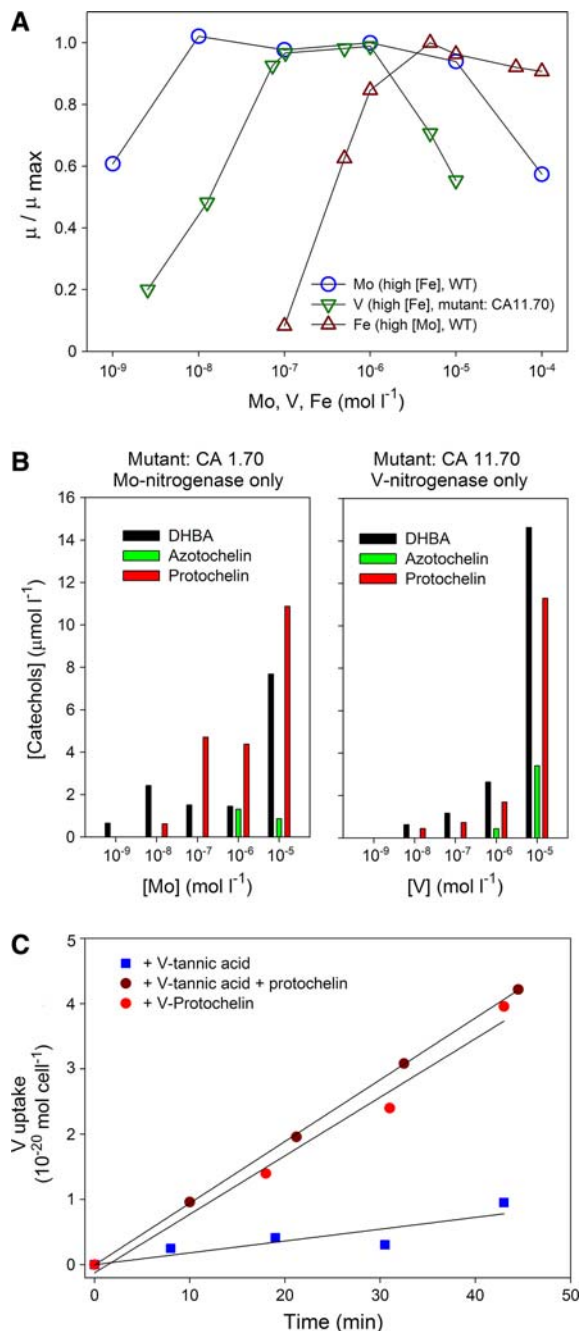 A
1.0
0.8
0.6
0.4
0.2
0
μ / μ max
Mo (high [Fe], WT)
V (high [Fe], mutant: CA11.70)
Fe (high [Mo], WT)
10⁻⁹ 10⁻⁸ 10⁻⁷ 10⁻⁶ 10⁻⁵ 10⁻⁴
Mo, V, Fe (mol l⁻¹)
B
Mutant: CA 1.70
Mo-nitrogenase only
Mutant: CA 11.70
V-nitrogenase only
16
14
12
10
8
6
4
2
0
[Catechols] (μmol l⁻¹)
DHBA
Azotochelin
Protochelin
DHBA
Azotochelin
Protochelin
10⁻⁹ 10⁻⁸ 10⁻⁷ 10⁻⁶ 10⁻⁵
10⁻⁹ 10⁻⁸ 10⁻⁷ 10⁻⁶ 10⁻⁵
[Mo] (mol l⁻¹)
[V] (mol l⁻¹)
C
5
4
3
2
1
0
V uptake
(10⁻²⁰ mol cell⁻¹)
+ V-tannic acid
+ V-tannic acid + protochelin
+ V-Protochelin
0 10 20 30 40 50
Time (min)